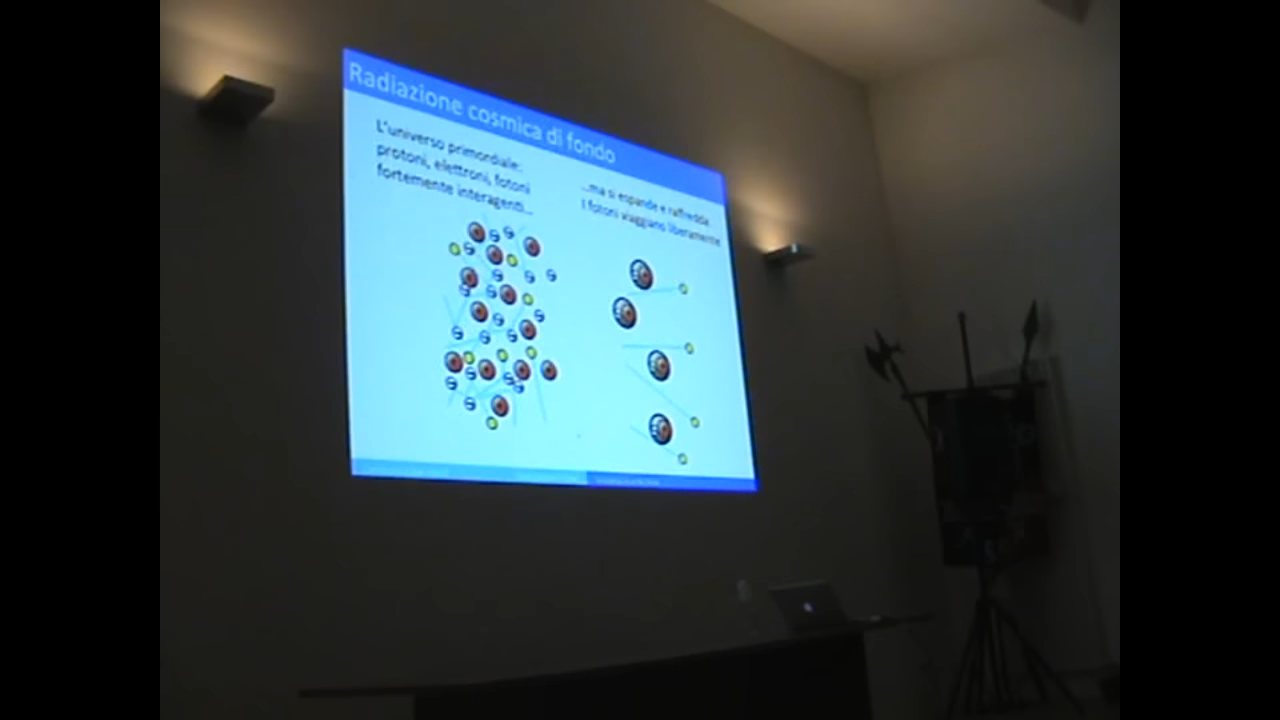 Radiazione cosmica di fondo
L'universo primordiale:
protoni, elettroni, fotoni
fortemente interagenti...
...ma si espande e raffredda
I fotoni viaggiano liberamente